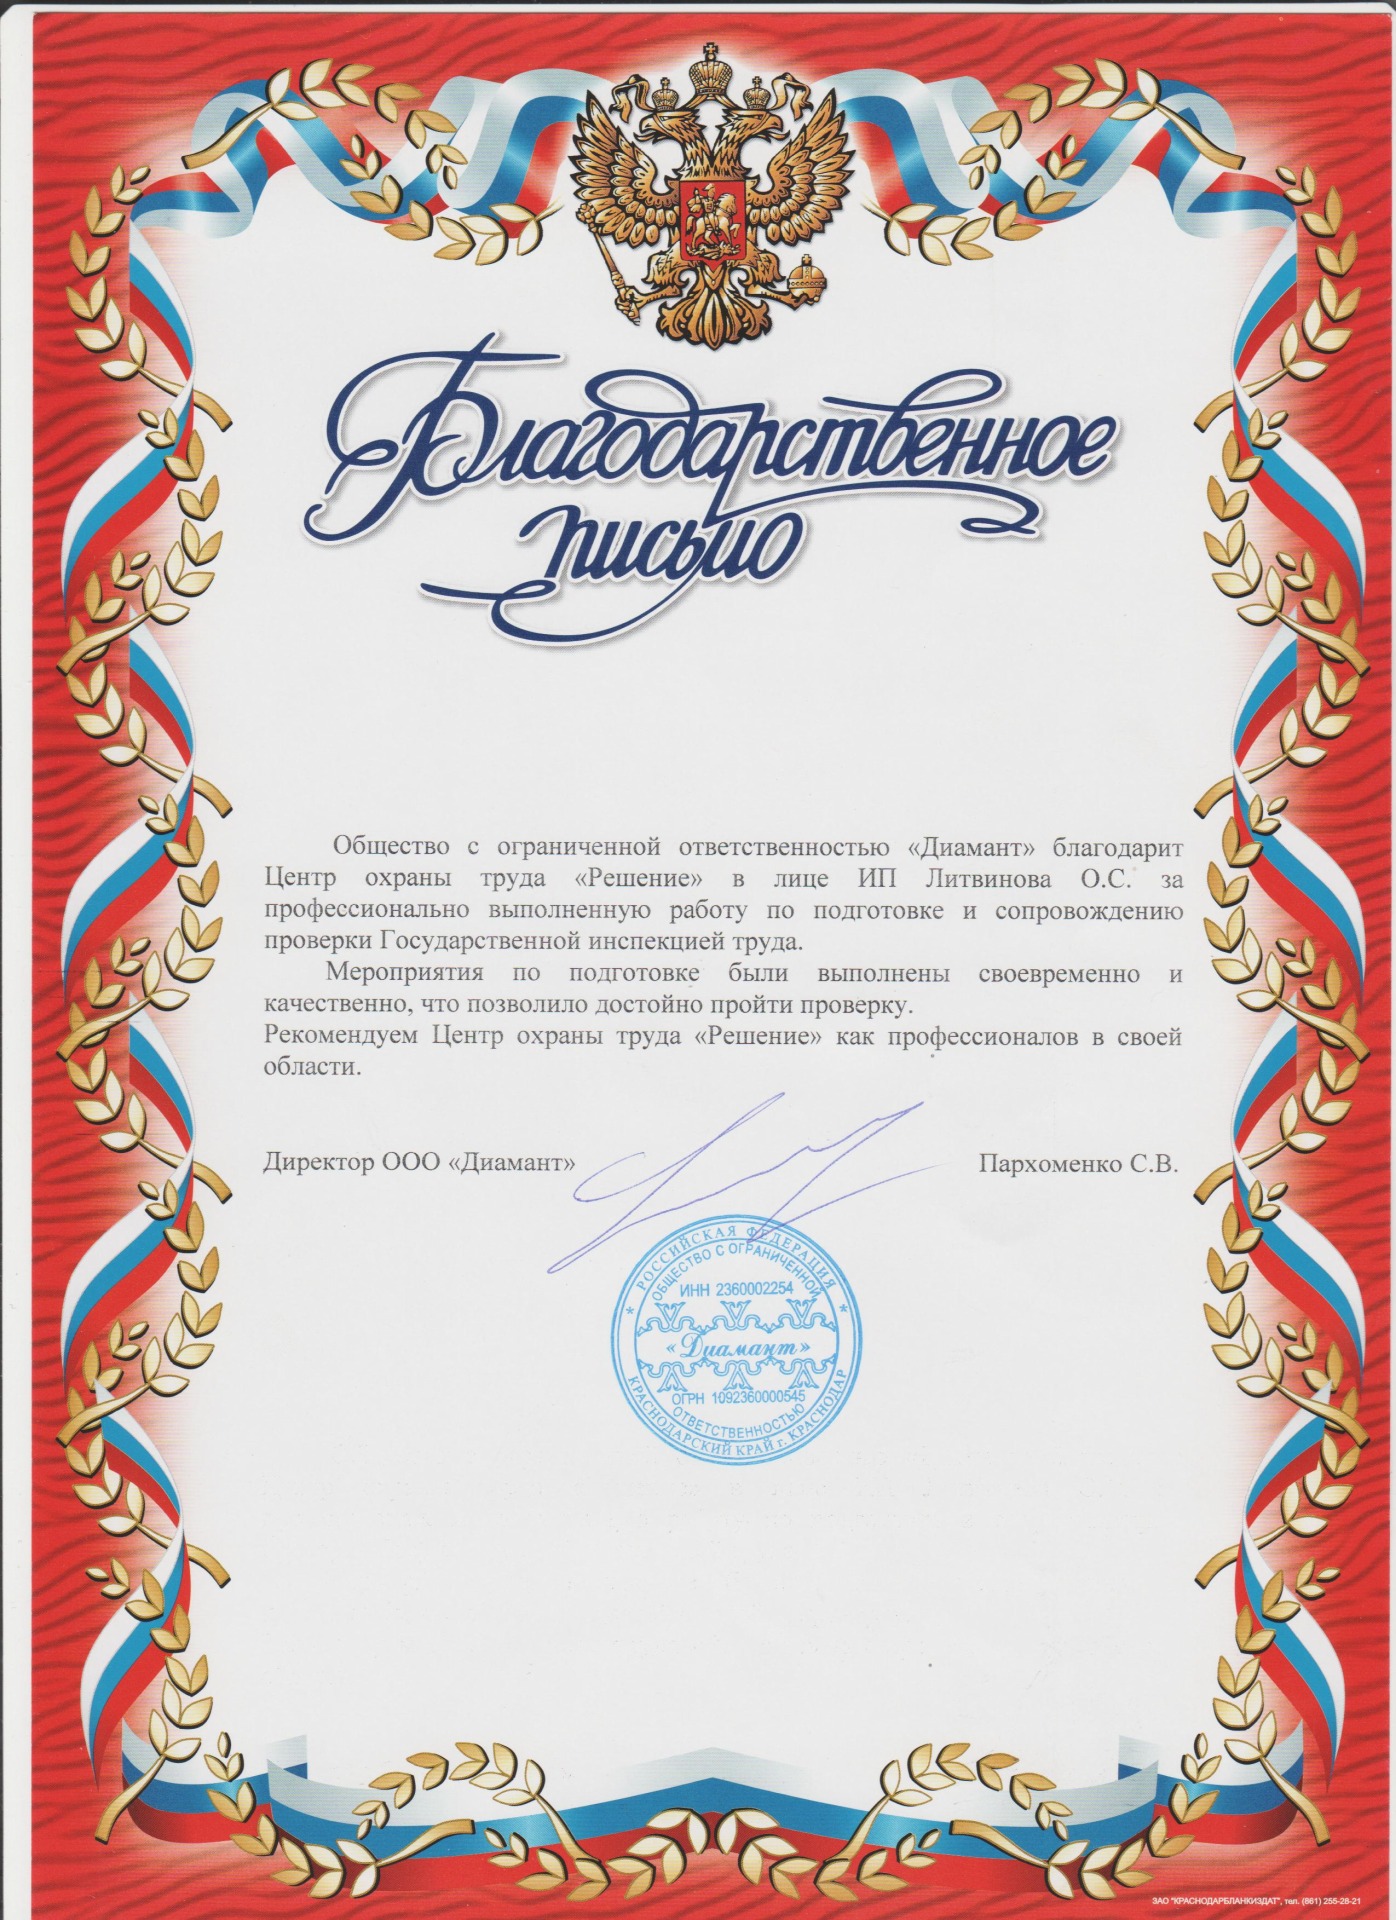 Благодарственное
письмо
Общество с ограниченной ответственностью «Диамант» благодарит
Центр охраны труда «Решение» в лице ИП Литвинова О.С. за
профессионально выполненную работу по подготовке и сопровождению
проверки Государственной инспекцией труда.
Мероприятия по подготовке были выполнены своевременно и
качественно, что позволило достойно пройти проверку.
Рекомендуем Центр охраны труда «Решение» как профессионалов в своей
области.
Директор ООО «Диамант» Пархоменко С.В.
* РОССИЙСКАЯ ФЕДЕРАЦИЯ *
ОБЩЕСТВО С ОГРАНИЧЕННОЙ
ИНН 2360002254
«Диамант»
ОГРН 1092360000545
ОТВЕТСТВЕННОСТЬЮ
КРАСНОДАРСКИЙ КРАЙ г. КРАСНОДАР
ЗАО "КРАСНОДАРБЛАНКИЗДАТ", тел. (861) 255-28-21